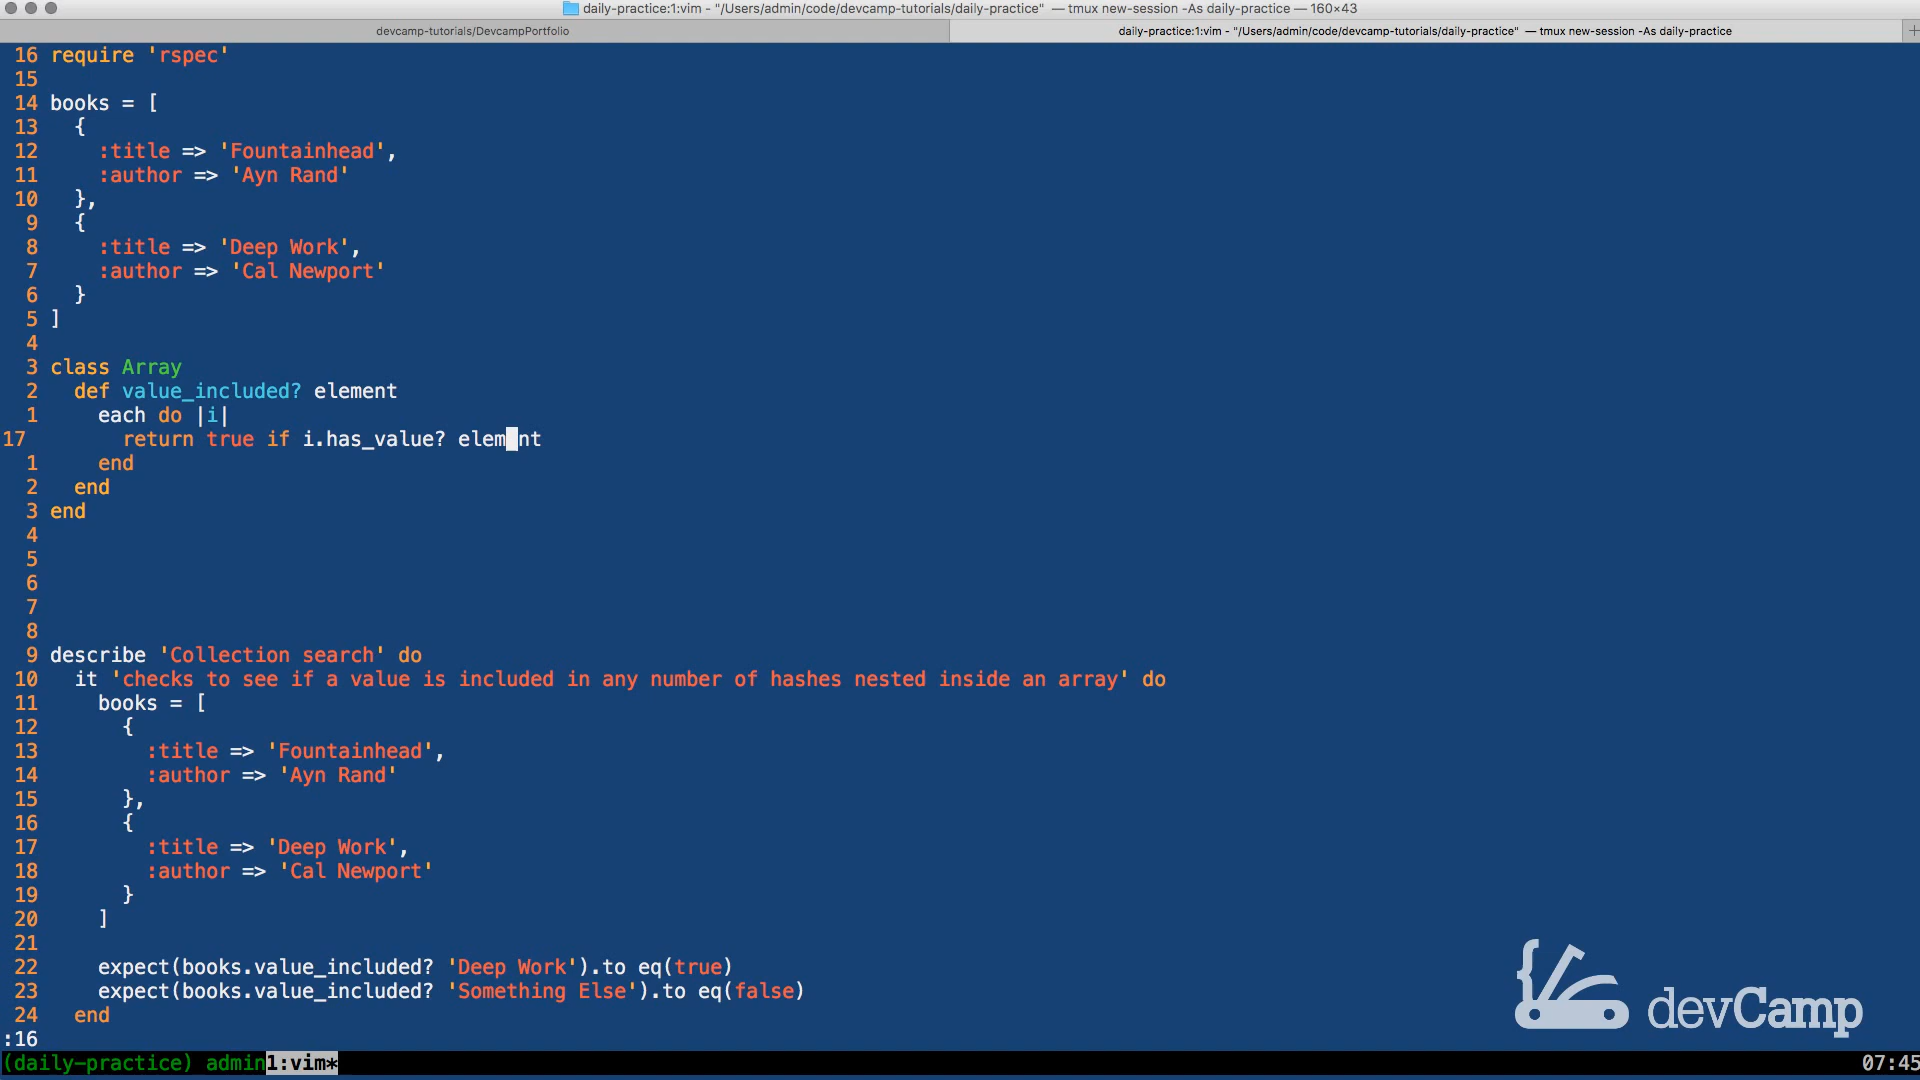 daily-practice:1:vim - "/Users/admin/code/devcamp-tutorials/daily-practice" — tmux new-session -As daily-practice — 160×43
devcamp-tutorials/DevcampPortfolio
daily-practice:1:vim - "/Users/admin/code/devcamp-tutorials/daily-practice" — tmux new-session -As daily-practice
16 require 'rspec'
15
14 books = [
13   {
12     :title => 'Fountainhead',
11     :author => 'Ayn Rand'
10   },
9   {
8     :title => 'Deep Work',
7     :author => 'Cal Newport'
6   }
5 ]
4
3 class Array
2   def value_included? element
1     each do |i|
17       return true if i.has_value? elem nt
1     end
2   end
3 end
4
5
6
7
8
9 describe 'Collection search' do
10   it 'checks to see if a value is included in any number of hashes nested inside an array' do
11     books = [
12       {
13         :title => 'Fountainhead',
14         :author => 'Ayn Rand'
15       },
16       {
17         :title => 'Deep Work',
18         :author => 'Cal Newport'
19       }
20     ]
21
22     expect(books.value_included? 'Deep Work').to eq(true)
23     expect(books.value_included? 'Something Else').to eq(false)
24   end
:16
(daily-practice) admin 1:vim* 07:45
devCamp